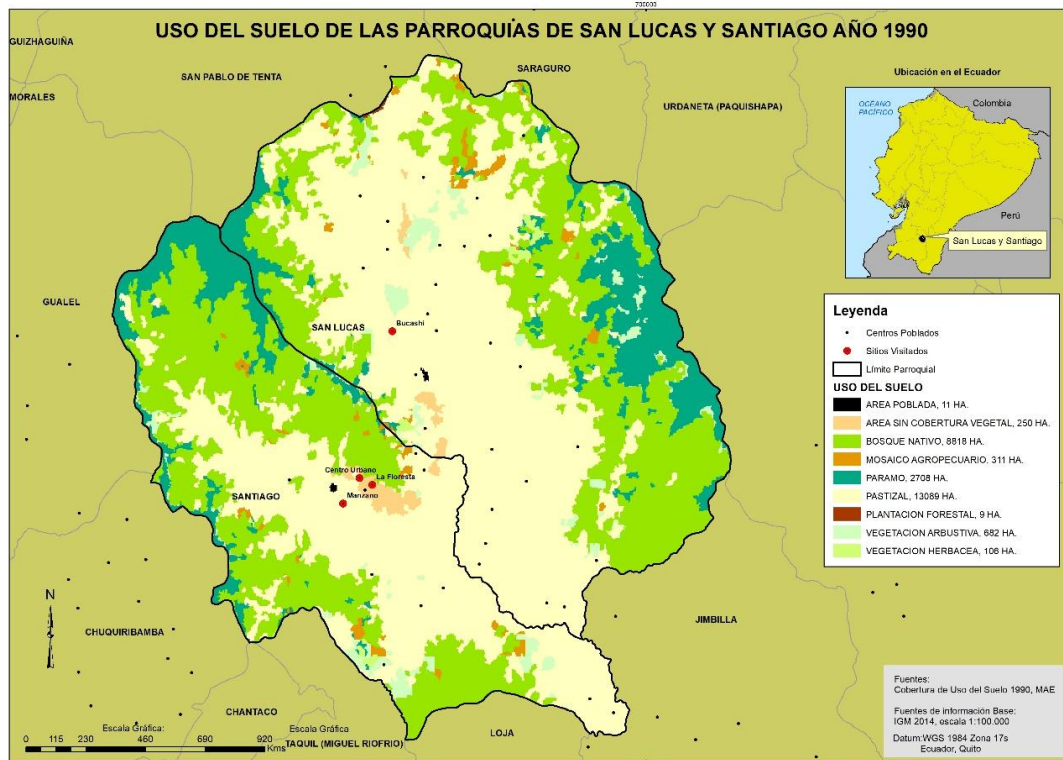 700000
USO DEL SUELO DE LAS PARROQUIAS DE SAN LUCAS Y SANTIAGO AÑO 1990
GUIZHAGUIÑA
SARAGURO
SAN PABLO DE TENTA
MORALES
URDANETA (PAQUISHAPA)
GUALEL
SAN LUCAS
Bucashi
Centro Urbano
La Floresta
SANTIAGO
Manzano
N
CHUQUIRIBAMBA
JIMBILLA
CHANTACO
LOJA
TAQUIL (MIGUEL RIOFRIO)
Escala Gráfica:
Escala Gráfica
0 115 230 460 690 920
Kms
Ubicación en el Ecuador
OCEANO
PACÍFICO
Colombia
Perú
San Lucas y Santiago
Leyenda
Centros Poblados
Sitios Visitados
Límite Parroquial
USO DEL SUELO
AREA POBLADA, 11 HA.
AREA SIN COBERTURA VEGETAL, 250 HA.
BOSQUE NATIVO, 8818 HA.
MOSAICO AGROPECUARIO, 311 HA.
PARAMO, 2708 HA.
PASTIZAL, 13089 HA.
PLANTACION FORESTAL, 9 HA.
VEGETACION ARBUSTIVA, 682 HA.
VEGETACION HERBACEA, 106 HA.
Fuentes:
Cobertura de Uso del Suelo 1990, MAE
Fuentes de información Base:
IGM 2014, escala 1:100.000
Datum:WGS 1984 Zona 17s
Ecuador, Quito